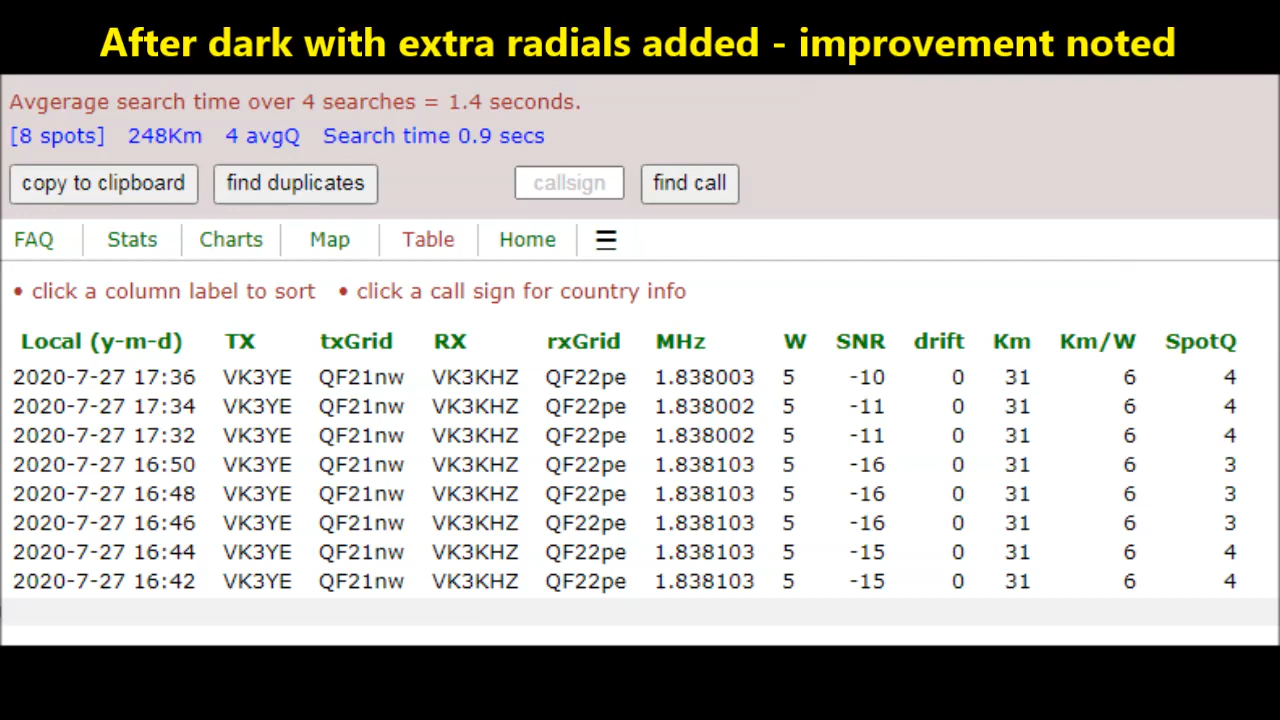 After dark with extra radials added - improvement noted
Avgerage search time over 4 searches = 1.4 seconds.
[8 spots] 248Km 4 avgQ Search time 0.9 secs
copy to clipboard find duplicates callsign find call
FAQ Stats Charts Map Table Home ☰
• click a column label to sort • click a call sign for country info
Local (y-m-d) TX txGrid RX rxGrid MHz W SNR drift Km Km/W SpotQ
2020-7-27 17:36 VK3YE QF21nw VK3KHZ QF22pe 1.838003 5 -10 0 31 6 4
2020-7-27 17:34 VK3YE QF21nw VK3KHZ QF22pe 1.838002 5 -11 0 31 6 4
2020-7-27 17:32 VK3YE QF21nw VK3KHZ QF22pe 1.838002 5 -11 0 31 6 4
2020-7-27 16:50 VK3YE QF21nw VK3KHZ QF22pe 1.838103 5 -16 0 31 6 3
2020-7-27 16:48 VK3YE QF21nw VK3KHZ QF22pe 1.838103 5 -16 0 31 6 3
2020-7-27 16:46 VK3YE QF21nw VK3KHZ QF22pe 1.838103 5 -16 0 31 6 3
2020-7-27 16:44 VK3YE QF21nw VK3KHZ QF22pe 1.838103 5 -15 0 31 6 4
2020-7-27 16:42 VK3YE QF21nw VK3KHZ QF22pe 1.838103 5 -15 0 31 6 4